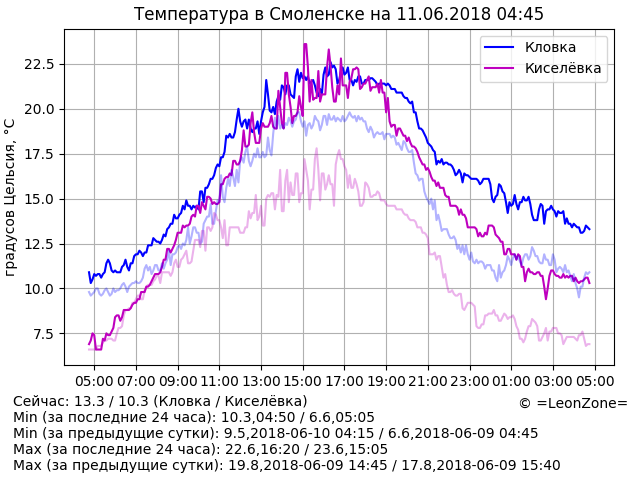 Температура в Смоленске на 11.06.2018 04:45
градусов Цельсия, °C
22.5
20.0
17.5
15.0
12.5
10.0
7.5
Кловка
Киселёвка
05:00 07:00 09:00 11:00 13:00 15:00 17:00 19:00 21:00 23:00 01:00 03:00 05:00
Сейчас: 13.3 / 10.3 (Кловка / Киселёвка)
© =LeonZone=
Min (за последние 24 часа): 10.3,04:50 / 6.6,05:05
Min (за предыдущие сутки): 9.5,2018-06-10 04:15 / 6.6,2018-06-09 04:45
Max (за последние 24 часа): 22.6,16:20 / 23.6,15:05
Max (за предыдущие сутки): 19.8,2018-06-09 14:45 / 17.8,2018-06-09 15:40